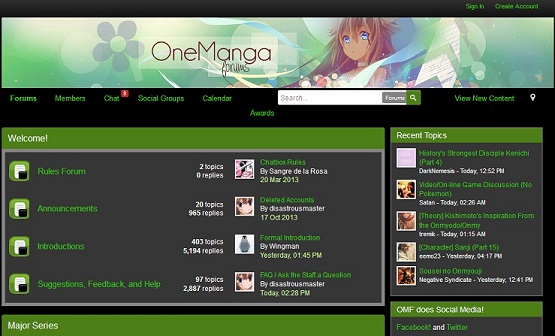 Sign In Create Account
OneManga
forums
Forums Members Chat 8 Social Groups Calendar Search... Forums View New Content
Awards
Welcome!
Rules Forum
2 topics
0 replies
Chatbox Rules
By Sangre de la Rosa
20 Mar 2013
Announcements
20 topics
965 replies
Deleted Accounts
By disastrousmaster
17 Oct 2013
Introductions
403 topics
5,194 replies
Formal Introduction
By Wingman
Yesterday, 01:45 PM
Suggestions, Feedback, and Help
97 topics
2,887 replies
FAQ / Ask the Staff a Question
By disastrousmaster
Today, 02:28 PM
Major Series
Recent Topics
History's Strongest Disciple Kenichi
(Part 4)
DarkNemesis - Today, 12:52 PM
Video/On-line Game Discussion (No
Pokemon)
Satan - Today, 02:26 AM
[Theory] Kishimoto's Inspiration From
the Onmyodo/Onmy
tremik - Today, 01:15 AM
[Character] Sanji (Part 15)
eemo23 - Yesterday, 04:17 PM
Sousei no Onmyouji
Negative Syndicate - Yesterday, 12:41 PM
OMF does Social Media!
Facebook! and Twitter